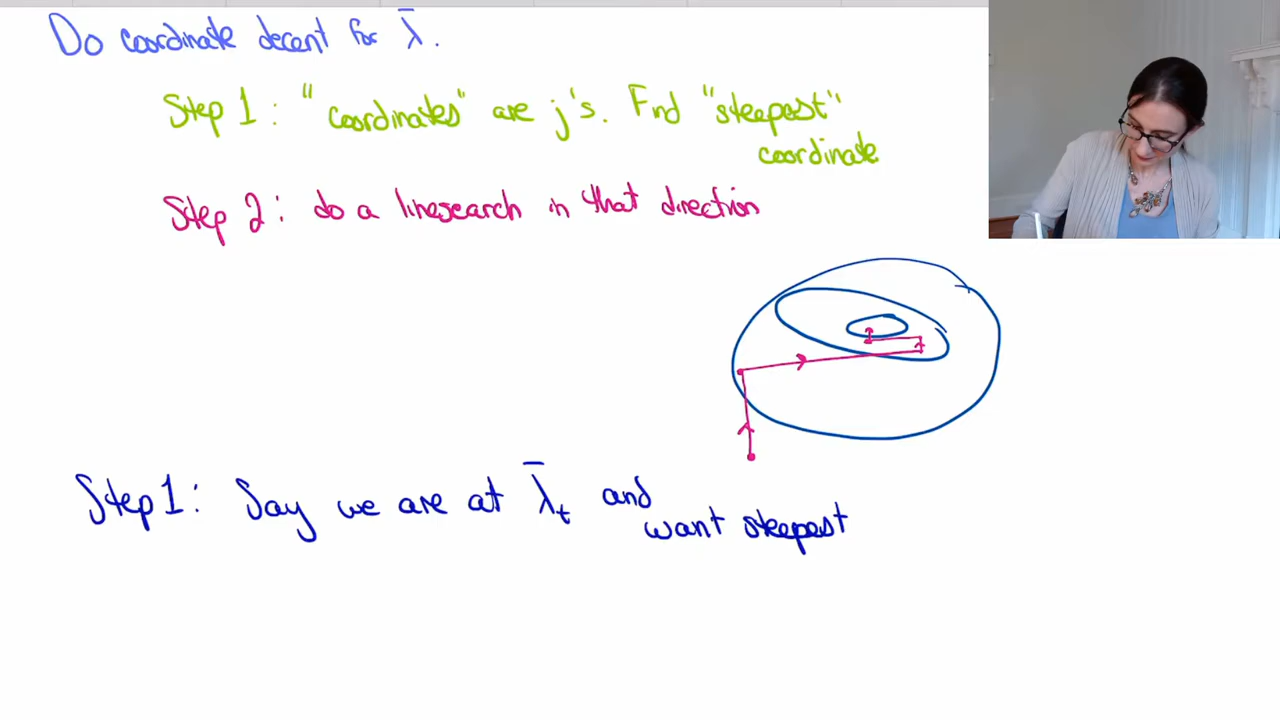 Do coordinate decent for λ̄.
Step 1: "coordinates" are j's. Find "steepest"
coordinate
Step 2: do a linesearch in that direction
Step 1: Say we are at λ̄ₜ and
want steepest